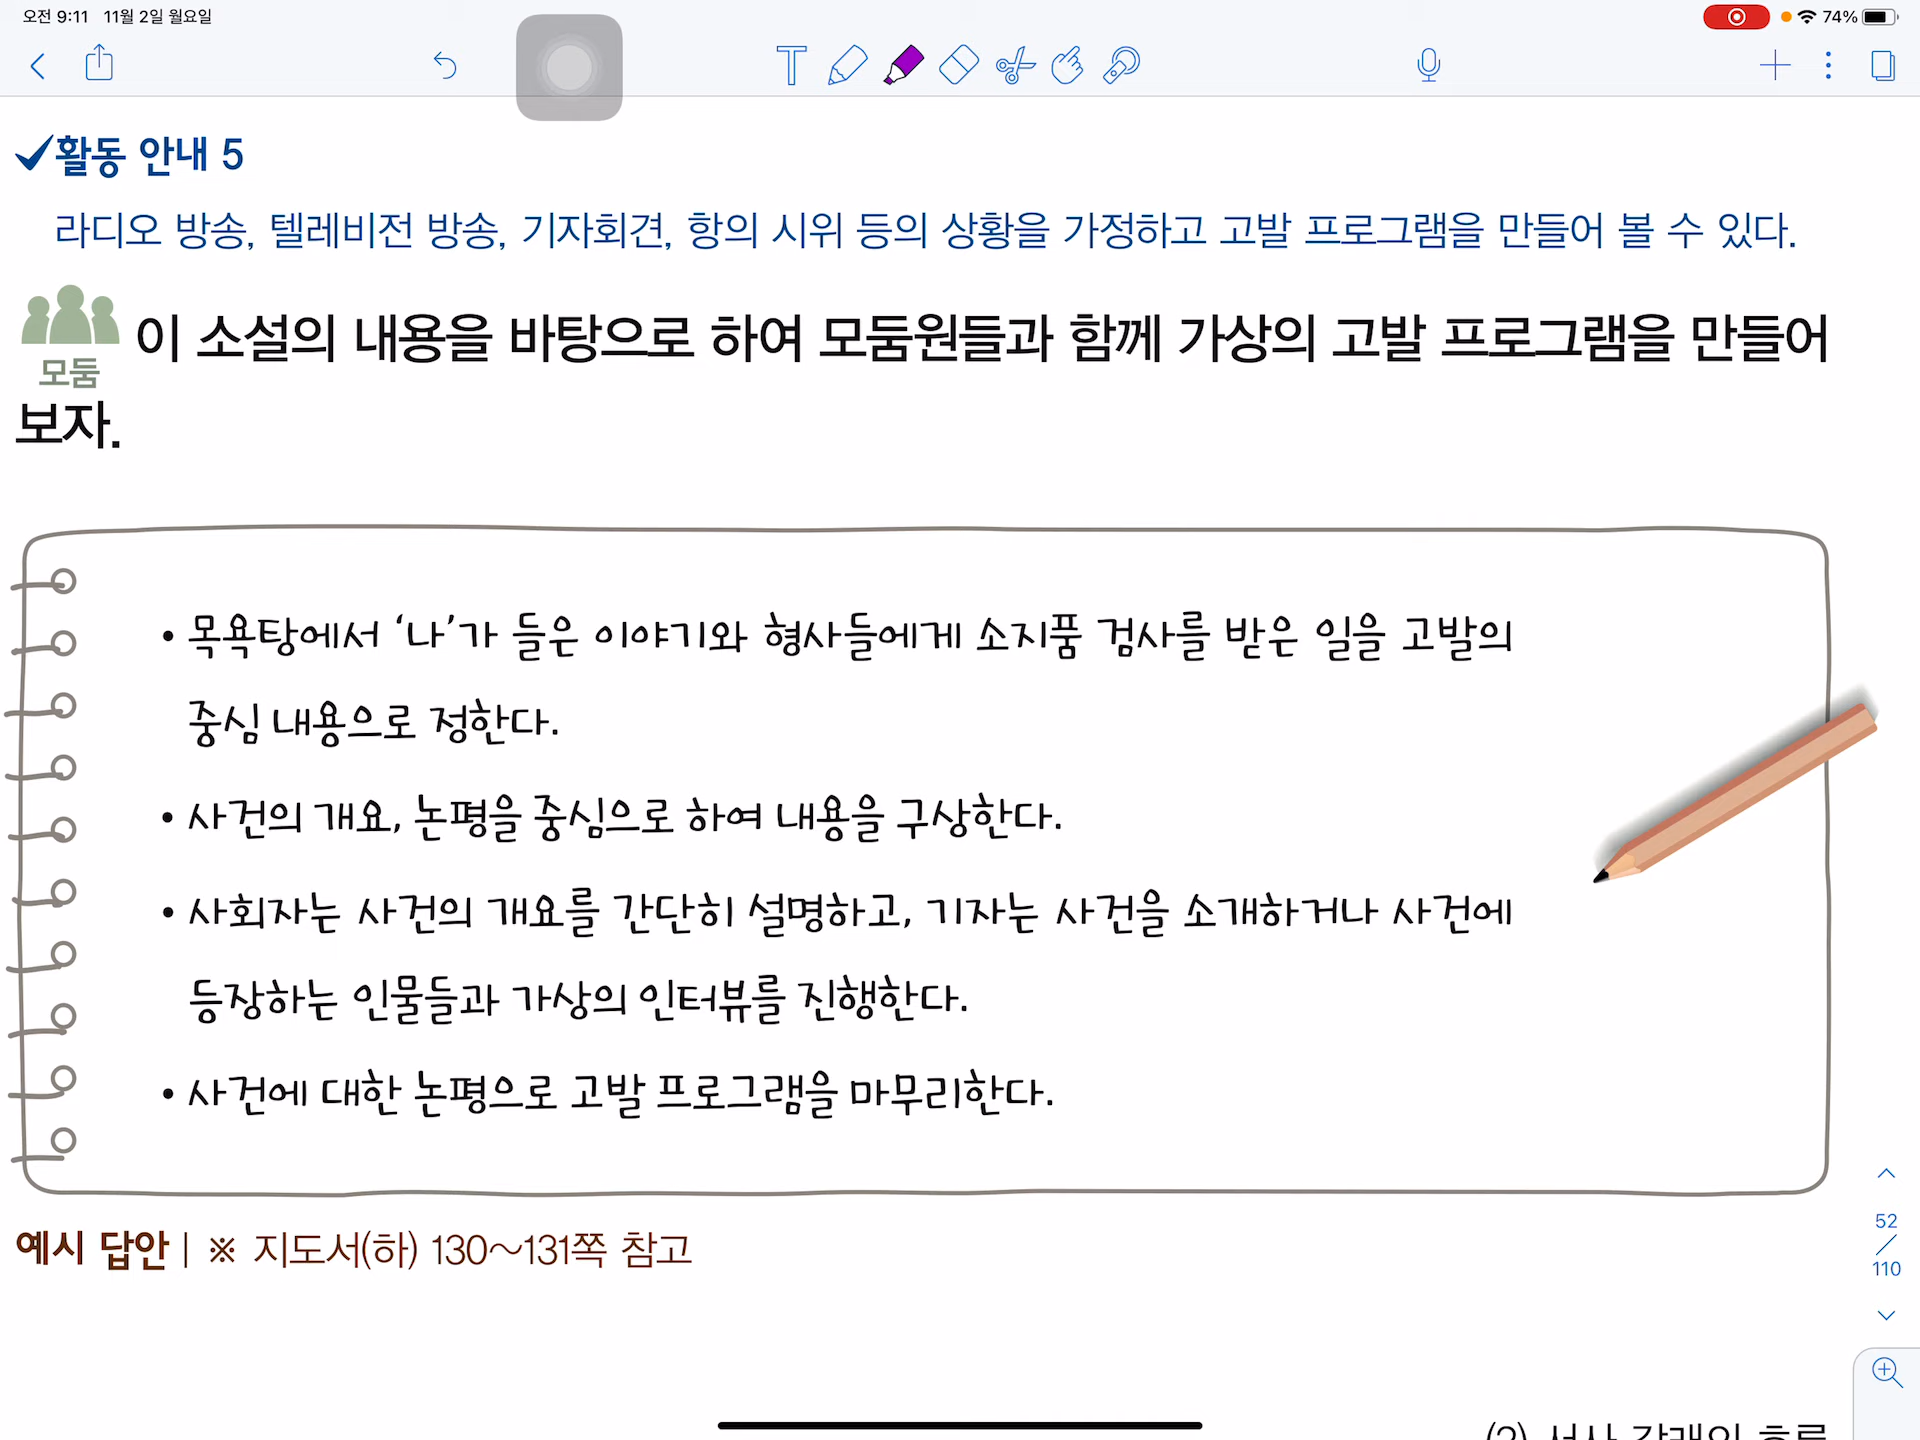 오전 9:11 11월 2일 월요일
74%
✓활동 안내 5
라디오 방송, 텔레비전 방송, 기자회견, 항의 시위 등의 상황을 가정하고 고발 프로그램을 만들어 볼 수 있다.
모둠
이 소설의 내용을 바탕으로 하여 모둠원들과 함께 가상의 고발 프로그램을 만들어
보자.
• 목욕탕에서 ‘나’가 들은 이야기와 형사들에게 소지품 검사를 받은 일을 고발의
중심 내용으로 정한다.
• 사건의 개요, 논평을 중심으로 하여 내용을 구상한다.
• 사회자는 사건의 개요를 간단히 설명하고, 기자는 사건을 소개하거나 사건에
등장하는 인물들과 가상의 인터뷰를 진행한다.
• 사건에 대한 논평으로 고발 프로그램을 마무리한다.
52
/
110
예시 답안 | ※ 지도서(하) 130~131쪽 참고